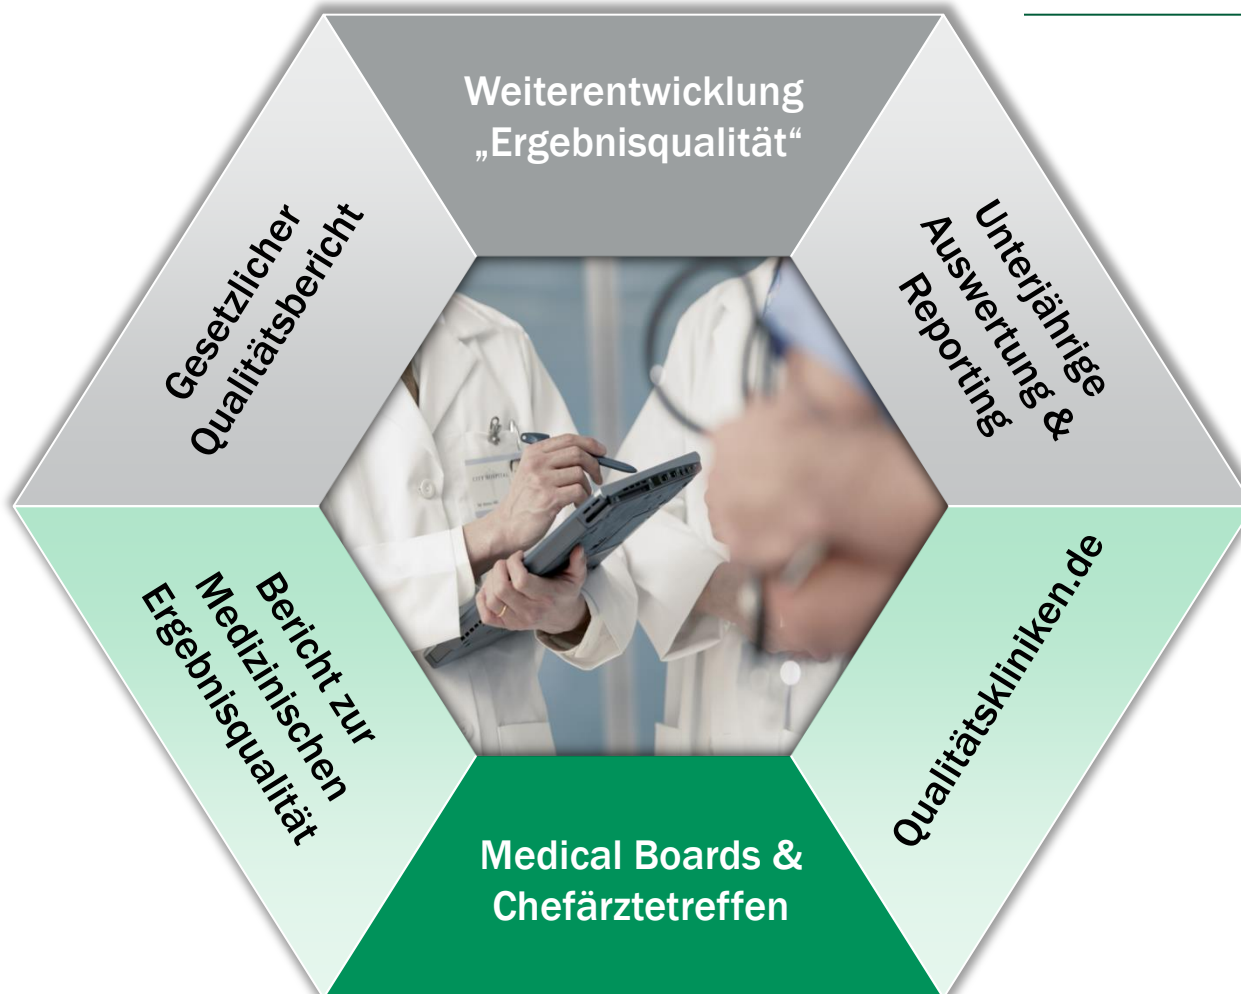 Weiterentwicklung
„Ergebnisqualität“
Gesetzlicher
Qualitätsbericht
Unterjährige
Auswertung &
Reporting
Bericht zur
Medizinischen
Ergebnisqualität
Qualitätskliniken.de
Medical Boards &
Chefärztetreffen